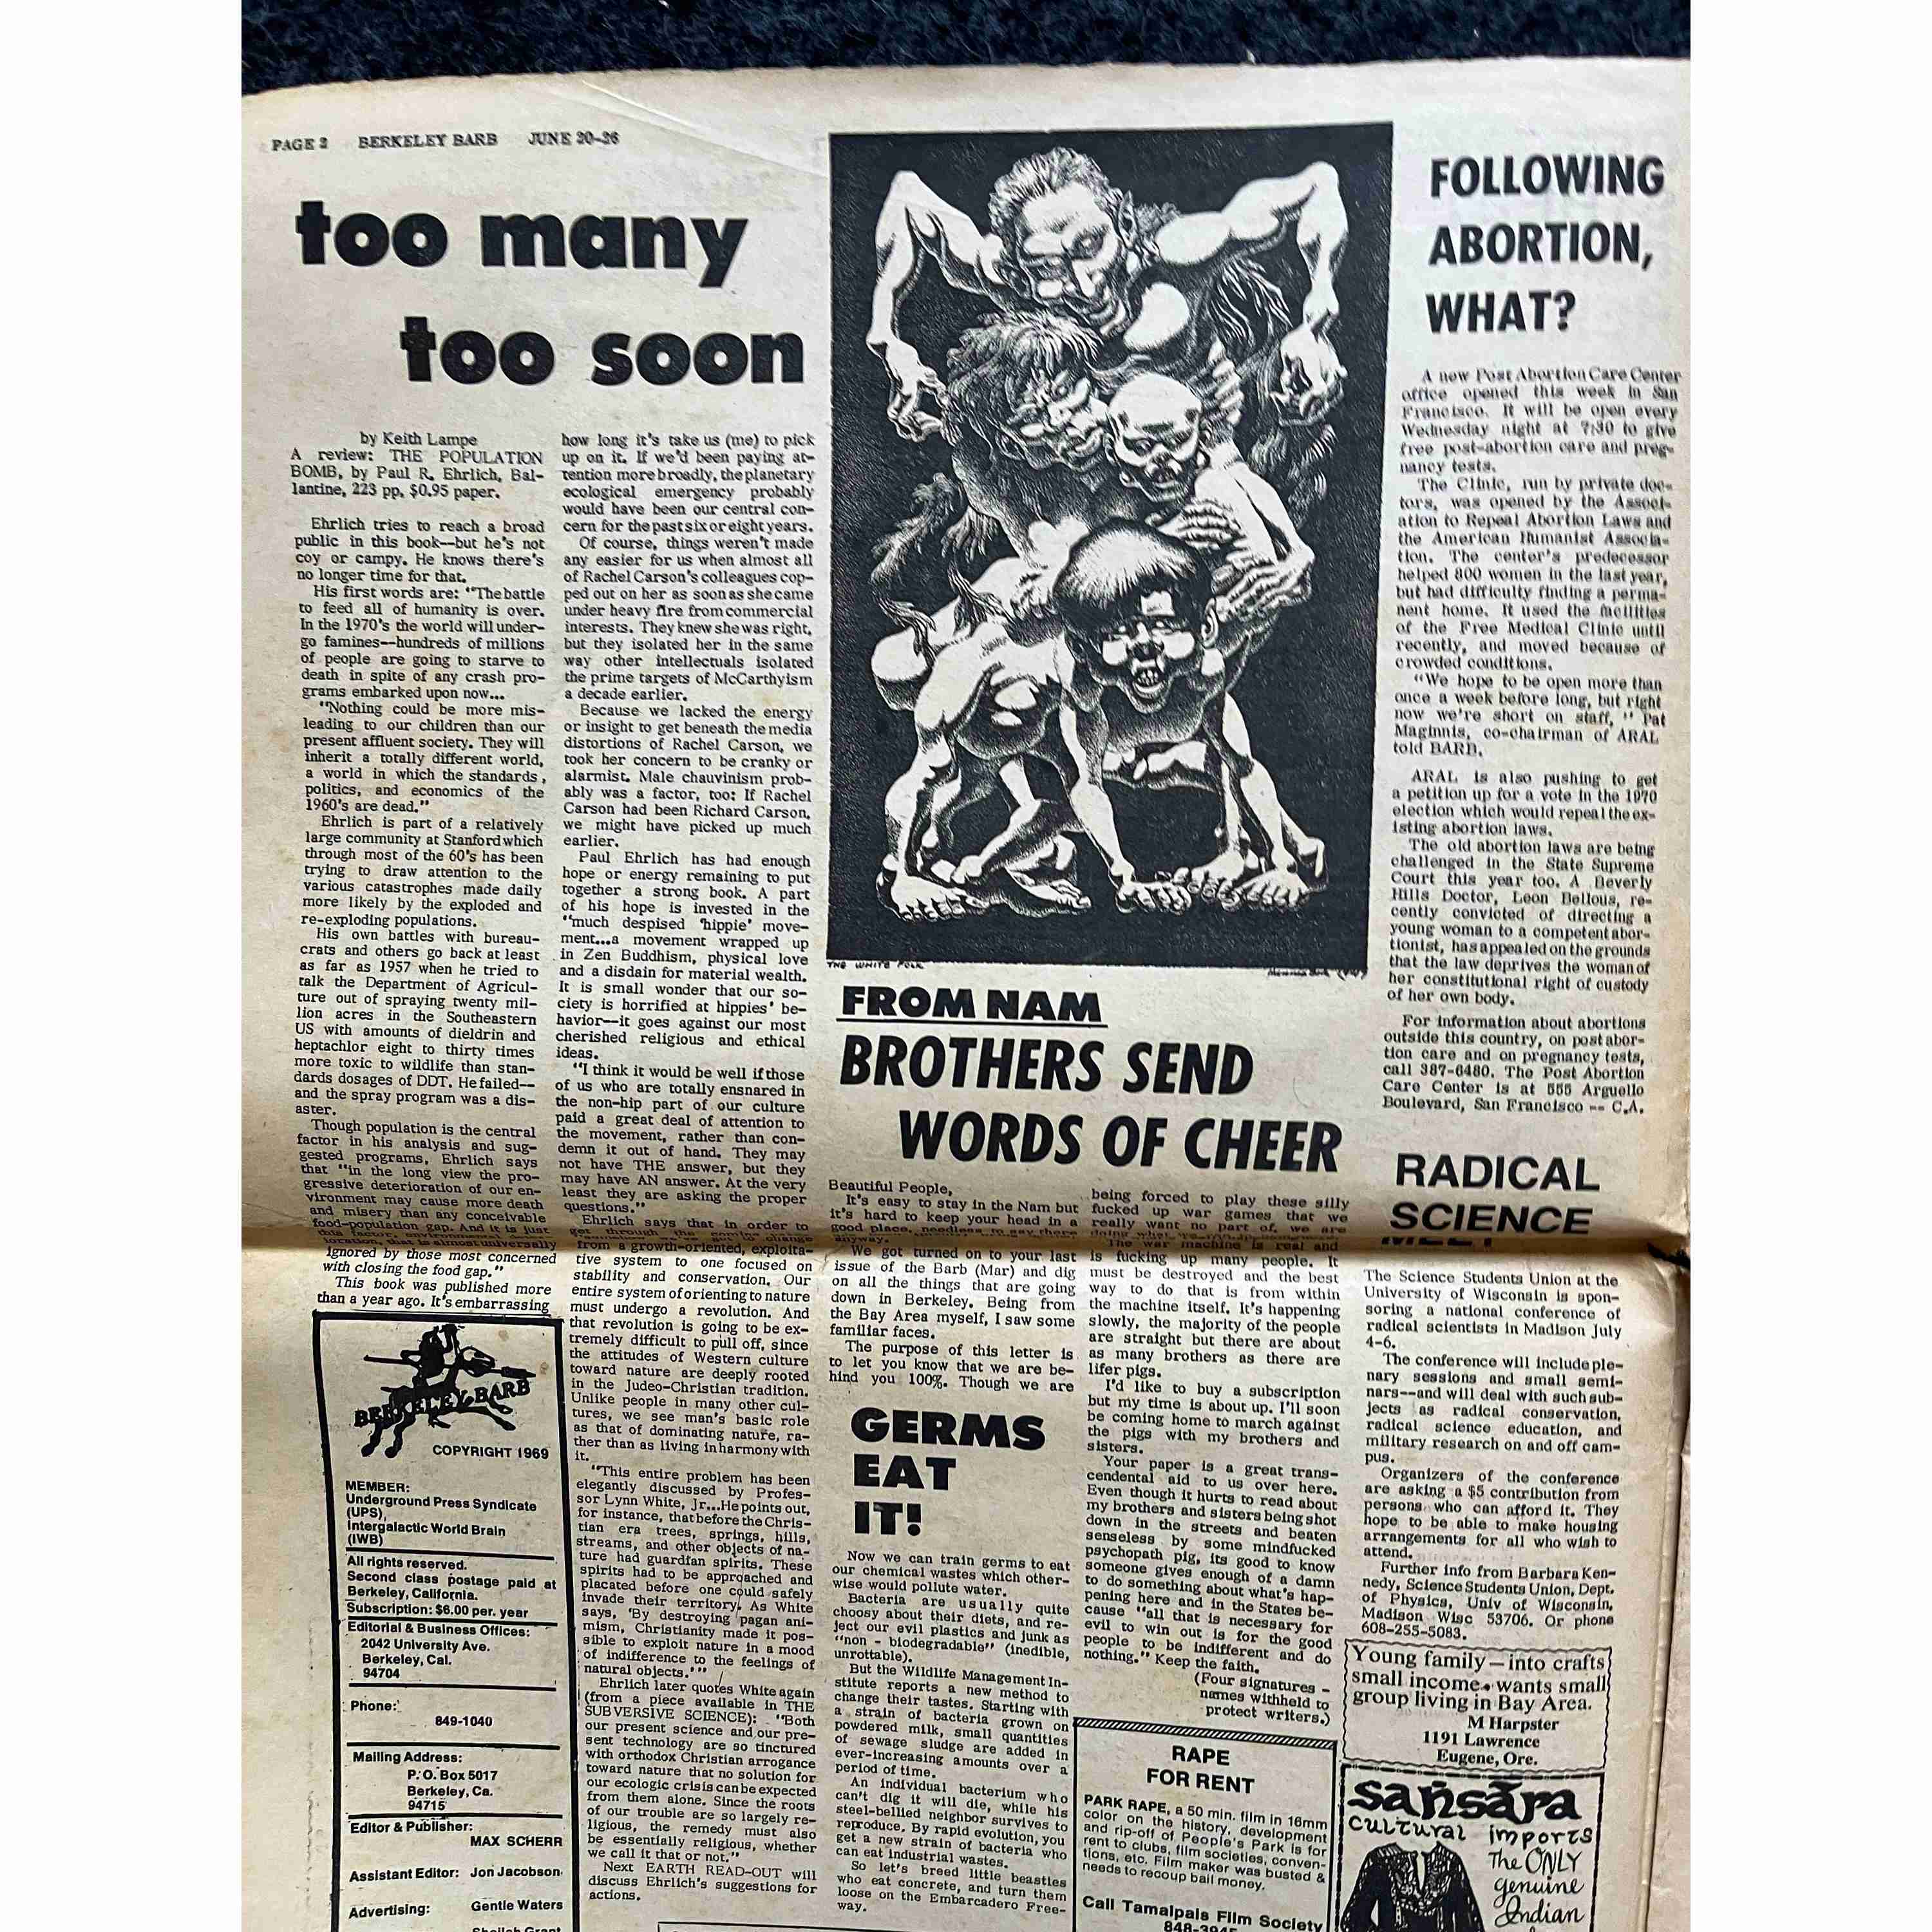 PAGE 2 BERKELEY BARB JUNE 20-26
too many
too soon
by Keith Lampe
A review: THE POPULATION
BOMB, by Paul R. Ehrlich, Bal-
lantine, 223 pp, $0.95 paper.
Ehrlich tries to reach a broad
public in this book--but he's not
coy or campy. He knows there's
no longer time for that.
His first words are: "The battle
to feed all of humanity is over.
In the 1970's the world will under-
go famines--hundreds of millions
of people are going to starve to
death in spite of any crash pro-
grams embarked upon now...
"Nothing could be more mis-
leading to our children than our
present affluent society. They will
inherit a totally different world,
a world in which the standards,
politics, and economics of the
1960's are dead."
Ehrlich is part of a relatively
large community at Stanford which
through most of the 60's has been
trying to draw attention to the
various catastrophes made daily
more likely by the exploded and
re-exploding populations.
His own battles with bureau-
crats and others go back at least
as far as 1957 when he tried to
talk the Department of Agricul-
ture out of spraying twenty mil-
lion acres in the Southeastern
US with amounts of dieldrin and
heptachlor eight to thirty times
more toxic to wildlife than stan-
dards dosages of DDT. He failed--
and the spray program was a dis-
aster.
Though population is the central
factor in his analysis and sug-
gested programs, Ehrlich says
that "in the long view the pro-
gressive deterioration of our en-
vironment may cause more death
and misery than any conceivable
food-population gap. And it is just
this factor, environmental
ioration, that is almost universally
ignored by those most concerned
with closing the food gap."
This book was published more
than a year ago. It's embarrassing
how long it's take us (me) to pick
up on it. If we'd been paying at-
tention more broadly, the planetary
ecological emergency probably
would have been our central con-
cern for the past six or eight years.
Of course, things weren't made
any easier for us when almost all
of Rachel Carson's colleagues cop-
ped out on her as soon as she came
under heavy fire from commercial
interests. They knew she was right,
but they isolated her in the same
way other intellectuals isolated
the prime targets of McCarthyism
a decade earlier.
Because we lacked the energy
or insight to get beneath the media
distortions of Rachel Carson, we
took her concern to be cranky or
alarmist. Male chauvinism prob-
ably was a factor, too: If Rachel
Carson had been Richard Carson,
we might have picked up much
earlier.
Paul Ehrlich has had enough
hope or energy remaining to put
together a strong book. A part
of his hope is invested in the
"much despised 'hippie' move-
ment...a movement wrapped up
in Zen Buddhism, physical love
and a disdain for material wealth.
It is small wonder that our so-
ciety is horrified at hippies' be-
havior--it goes against our most
cherished religious and ethical
ideas.
"I think it would be well if those
of us who are totally ensnared in
the non-hip part of our culture
paid a great deal of attention to
the movement, rather than con-
demn it out of hand. They may
not have THE answer, but they
may have AN answer. At the very
least they are asking the proper
questions."
Ehrlich says that in order to
get through the coming to change
from a growth-oriented, exploita-
tive system to one focused on
stability and conservation. Our
entire system of orienting to nature
must undergo a revolution. And
that revolution is going to be ex-
tremely difficult to pull off, since
the attitudes of Western culture
toward nature are deeply rooted
in the Judeo-Christian tradition.
Unlike people in many other cul-
tures, we see man's basic role
as that of dominating nature, ra-
ther than as living in harmony with
it.
"This entire problem has been
elegantly discussed by Profes-
sor Lynn White, Jr...He points out,
for instance, that before the Chris-
tian era trees, springs, hills,
streams, and other objects of na-
ture had guardian spirits. These
spirits had to be approached and
placated before one could safely
invade their territory. As White
says, 'By destroying pagan ani-
mism, Christianity made it pos-
sible to exploit nature in a mood
of indifference to the feelings of
natural objects.'"
Ehrlich later quotes White again
(from a piece available in THE
SUBVERSIVE SCIENCE): "Both
our present science and our pre-
sent technology are so tinctured
with orthodox Christian arrogance
toward nature that no solution for
our ecologic crisis can be expected
from them alone. Since the roots
of our trouble are so largely re-
ligious, the remedy must also
be essentially religious, whether
we call it that or not."
Next EARTH READ-OUT will
discuss Ehrlich's suggestions for
actions.
BERKELEY BARB
COPYRIGHT 1969
MEMBER:
Underground Press Syndicate
(UPS),
Intergalactic World Brain
(IWB)
All rights reserved.
Second class postage paid at
Berkeley, California.
Subscription: $6.00 per. year
Editorial & Business Offices:
2042 University Ave.
Berkeley, Cal.
94704
Phone:
849-1040
Mailing Address:
P.O. Box 5017
Berkeley, Ca.
94715
Editor & Publisher:
MAX SCHERR
Assistant Editor: Jon Jacobson
Advertising: Gentle Waters
THE WHITE FOLK
FROM NAM
BROTHERS SEND
WORDS OF CHEER
Beautiful People,
It's easy to stay in the Nam but
it's hard to keep your head in a
good place, needless to say there
anyway.
We got turned on to your last
issue of the Barb (Mar) and dig
on all the things that are going
down in Berkeley. Being from
the Bay Area myself, I saw some
familiar faces.
The purpose of this letter is
to let you know that we are be-
hind you 100%. Though we are
being forced to play these silly
fucked up war games that we
really want no part of, we are
doing what we
The war machine is real and
is fucking up many people. It
must be destroyed and the best
way to do that is from within
the machine itself. It's happening
slowly, the majority of the people
are straight but there are about
as many brothers as there are
lifer pigs.
I'd like to buy a subscription
but my time is about up. I'll soon
be coming home to march against
the pigs with my brothers and
sisters.
Your paper is a great trans-
cendental aid to us over here.
Even though it hurts to read about
my brothers and sisters being shot
down in the streets and beaten
senseless by some mindfucked
psychopath pig, its good to know
someone gives enough of a damn
to do something about what's hap-
pening here and in the States be-
cause "all that is necessary for
evil to win out is for the good
people to be indifferent and do
nothing." Keep the faith.
(Four signatures -
names withheld to
protect writers.)
GERMS
EAT
IT!
Now we can train germs to eat
our chemical wastes which other-
wise would pollute water.
Bacteria are usually quite
choosy about their diets, and re-
ject our evil plastics and junk as
"non - biodegradable" (inedible,
unrottable).
But the Wildlife Management In-
stitute reports a new method to
change their tastes. Starting with
a strain of bacteria grown on
powdered milk, small quantities
of sewage sludge are added in
ever-increasing amounts over a
period of time.
An individual bacterium who
can't dig it will die, while his
steel-bellied neighbor survives to
reproduce. By rapid evolution, you
get a new strain of bacteria who
can eat industrial wastes.
So let's breed little beasties
who eat concrete, and turn them
loose on the Embarcadero Free-
way.
RAPE
FOR RENT
PARK RAPE, a 50 min. film in 16mm
color on the history, development
and rip-off of People's Park is for
rent to clubs, film societies, conven-
tions, etc. Film maker was busted &
needs to recoup bail money.
Call Tamalpais Film Society
848-3945
FOLLOWING
ABORTION,
WHAT?
A new Post Abortion Care Center
office opened this week in San
Francisco. It will be open every
Wednesday night at 7:30 to give
free post-abortion care and preg-
nancy tests.
The Clinic, run by private doc-
tors, was opened by the Associ-
ation to Repeal Abortion Laws and
the American Humanist Associa-
tion. The center's predecessor
helped 800 women in the last year,
but had difficulty finding a perma-
nent home. It used the facilities
of the Free Medical Clinic until
recently, and moved because of
crowded conditions.
"We hope to be open more than
once a week before long, but right
now we're short on staff," Pat
Maginnis, co-chairman of ARAL
told BARB.
ARAL is also pushing to get
a petition up for a vote in the 1970
election which would repeal the ex-
isting abortion laws.
The old abortion laws are being
challenged in the State Supreme
Court this year too. A Beverly
Hills Doctor, Leon Bellous, re-
cently convicted of directing a
young woman to a competent abor-
tionist, has appealed on the grounds
that the law deprives the woman of
her constitutional right of custody
of her own body.
For information about abortions
outside this country, on post abor-
tion care and on pregnancy tests,
call 387-6480. The Post Abortion
Care Center is at 555 Arguello
Boulevard, San Francisco -- C.A.
RADICAL
SCIENCE
MEET
The Science Students Union at the
University of Wisconsin is spon-
soring a national conference of
radical scientists in Madison July
4-6.
The conference will include ple-
nary sessions and small semi-
nars--and will deal with such sub-
jects as radical conservation,
radical science education, and
military research on and off cam-
pus.
Organizers of the conference
are asking a $5 contribution from
persons who can afford it. They
hope to be able to make housing
arrangements for all who wish to
attend.
Further info from Barbara Ken-
nedy, Science Students Union, Dept.
of Physics, Univ of Wisconsin,
Madison Wisc 53706. Or phone
608-255-5083.
Young family—into crafts
small income. wants small
group living in Bay Area.
M Harpster
1191 Lawrence
Eugene, Ore.
sansāra
cultural imports
The ONLY
genuine
Indian